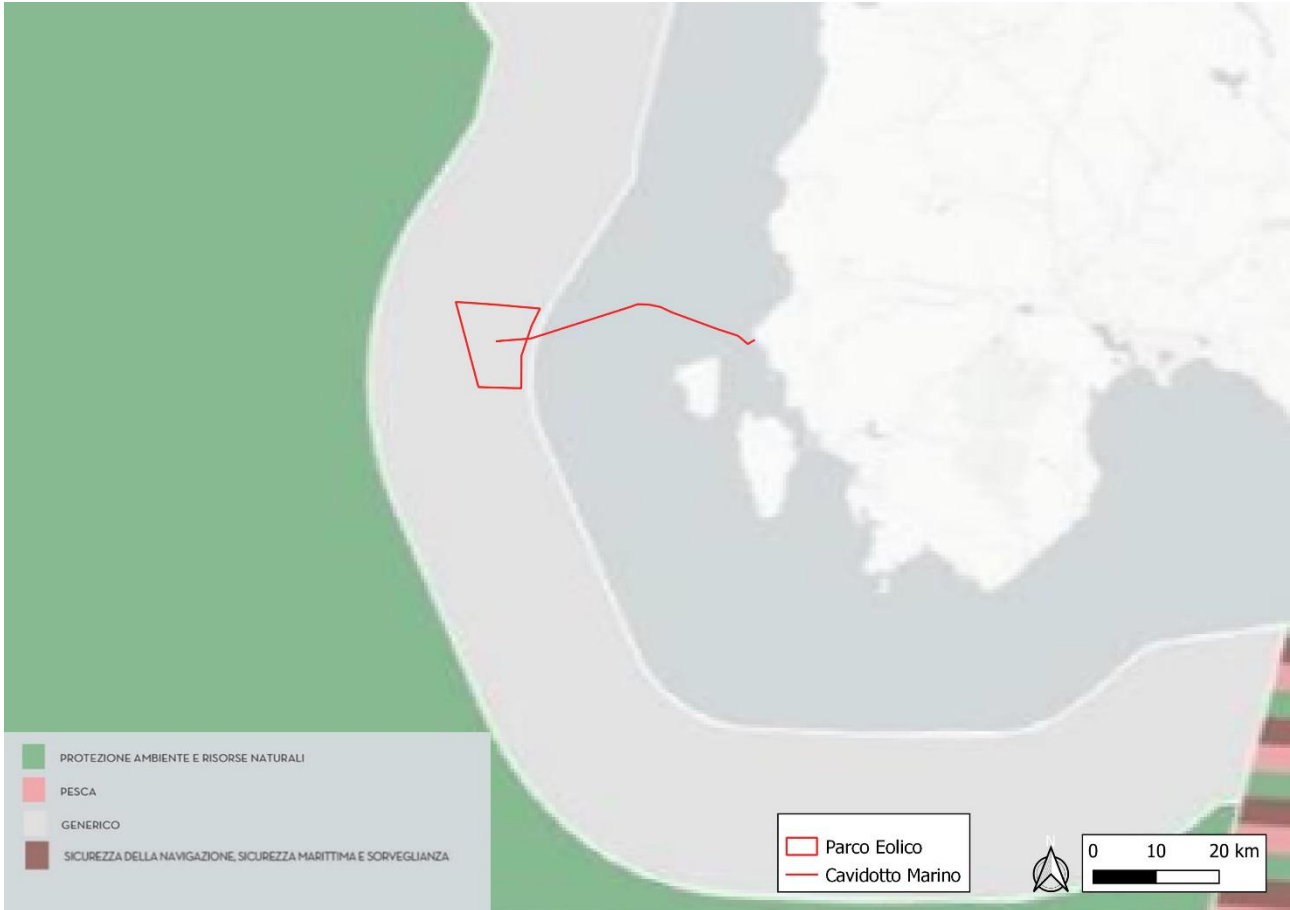 PROTEZIONE AMBIENTE E RISORSE NATURALI
PESCA
GENERICO
SICUREZZA DELLA NAVIGAZIONE, SICUREZZA MARITTIMA E SORVEGLIANZA
Parco Eolico
Cavidotto Marino
N
0 10 20 km